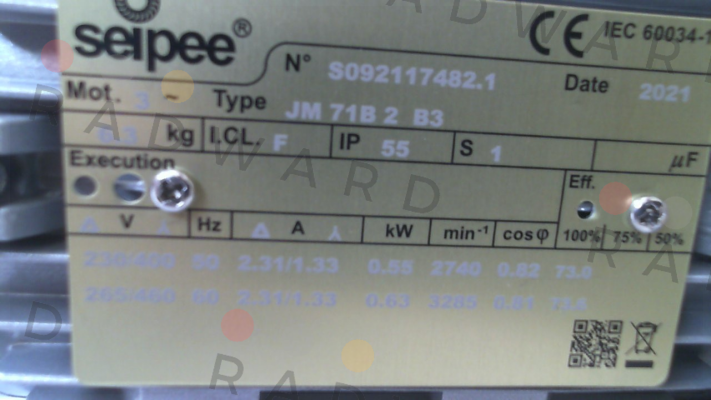 seipee®
CE IEC 60034-1
N° S092117482.1 Date 2021
Mot. 3 ~ Type JM 71B 2 B3
kg I.CL. F IP 55 S 1 µF
Execution Eff.
Δ V Hz Δ A kW min⁻¹ cosφ 100% 75% 50%
230/400 50 2.31/1.33 0.55 2740 0.82 73.0
265/460 60 2.31/1.33 0.63 3285 0.81
RADWARD